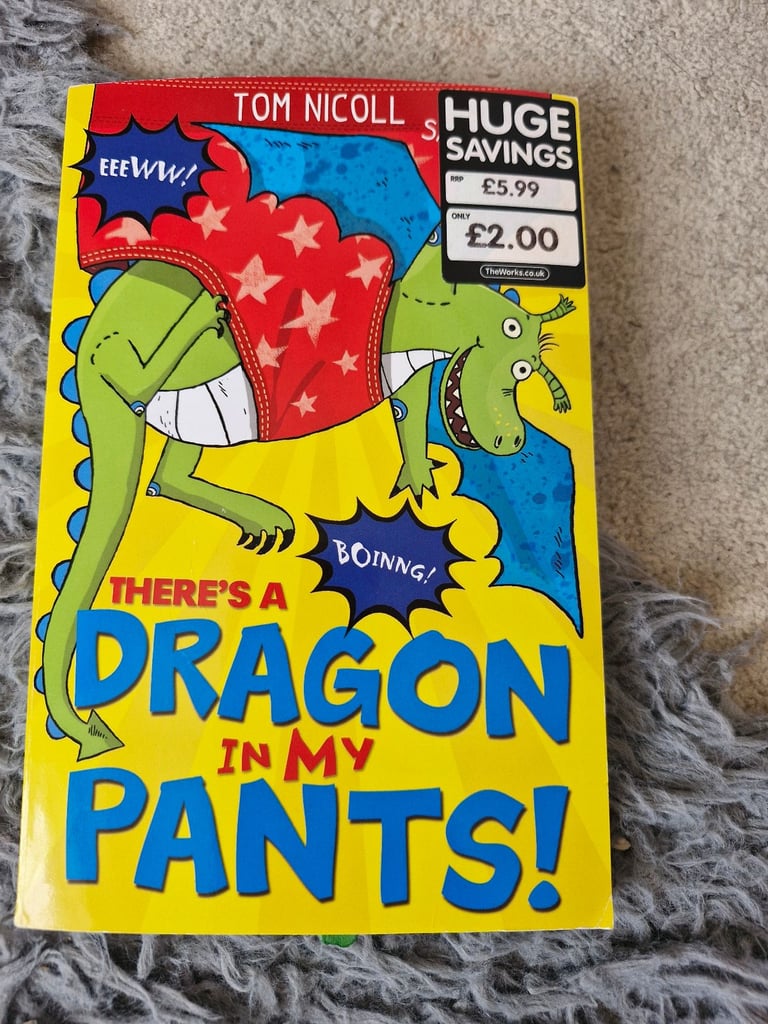 TOM NICOLL
HUGE
SAVINGS
RRP £5.99
ONLY
£2.00
TheWorks.co.uk
EEEWW!
BOINNG!
THERE'S A
DRAGON
IN MY
PANTS!